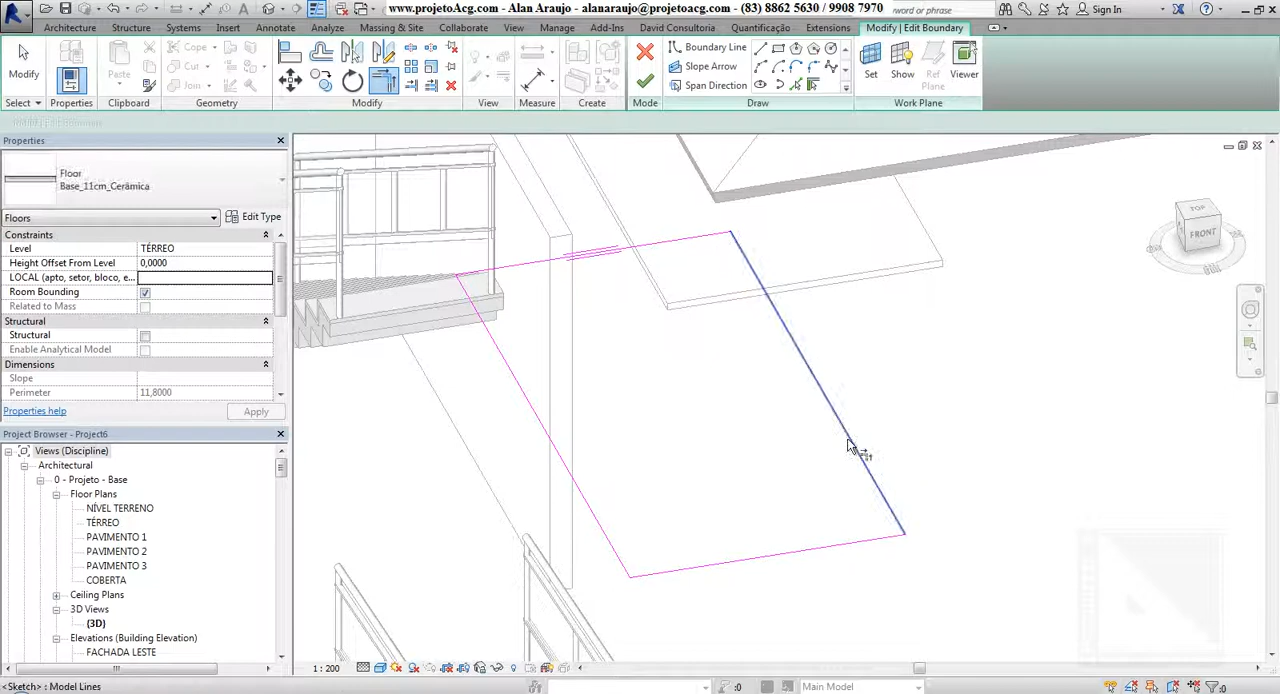 www.projetoAcg.com - Alan Araujo - alanaraujo@projetoacg.com - (83) 8862 5630 / 9908 7970
word or phrase
Sign In
Architecture
Structure
Systems
Insert
Annotate
Analyze
Massing & Site
Collaborate
View
Manage
Add-Ins
David Consultoria
Quantification
Extensions
Modify | Edit Boundary
Modify
Properties
Paste
Cope
Cut
Join
Boundary Line
Slope Arrow
Span Direction
Set
Show
Ref Plane
Viewer
Select
Properties
Clipboard
Geometry
Modify
View
Measure
Create
Mode
Draw
Work Plane
Properties
Floor
Base_11cm_Cerâmica
Floors
Edit Type
Constraints
Level TÉRREO
Height Offset From Level 0,0000
LOCAL (apto, setor, bloco, e...
Room Bounding
Related to Mass
Structural
Structural
Enable Analytical Model
Dimensions
Slope
Perimeter 11,8000
Properties help
Apply
Project Browser - Project6
Views (Discipline)
Architectural
0 - Projeto - Base
Floor Plans
NÍVEL TERRENO
TÉRREO
PAVIMENTO 1
PAVIMENTO 2
PAVIMENTO 3
COBERTA
Ceiling Plans
3D Views
(3D)
Elevations (Building Elevation)
FACHADA LESTE
TOP
FRONT
1 : 200
<Sketch> : Model Lines
:0
Main Model
:0